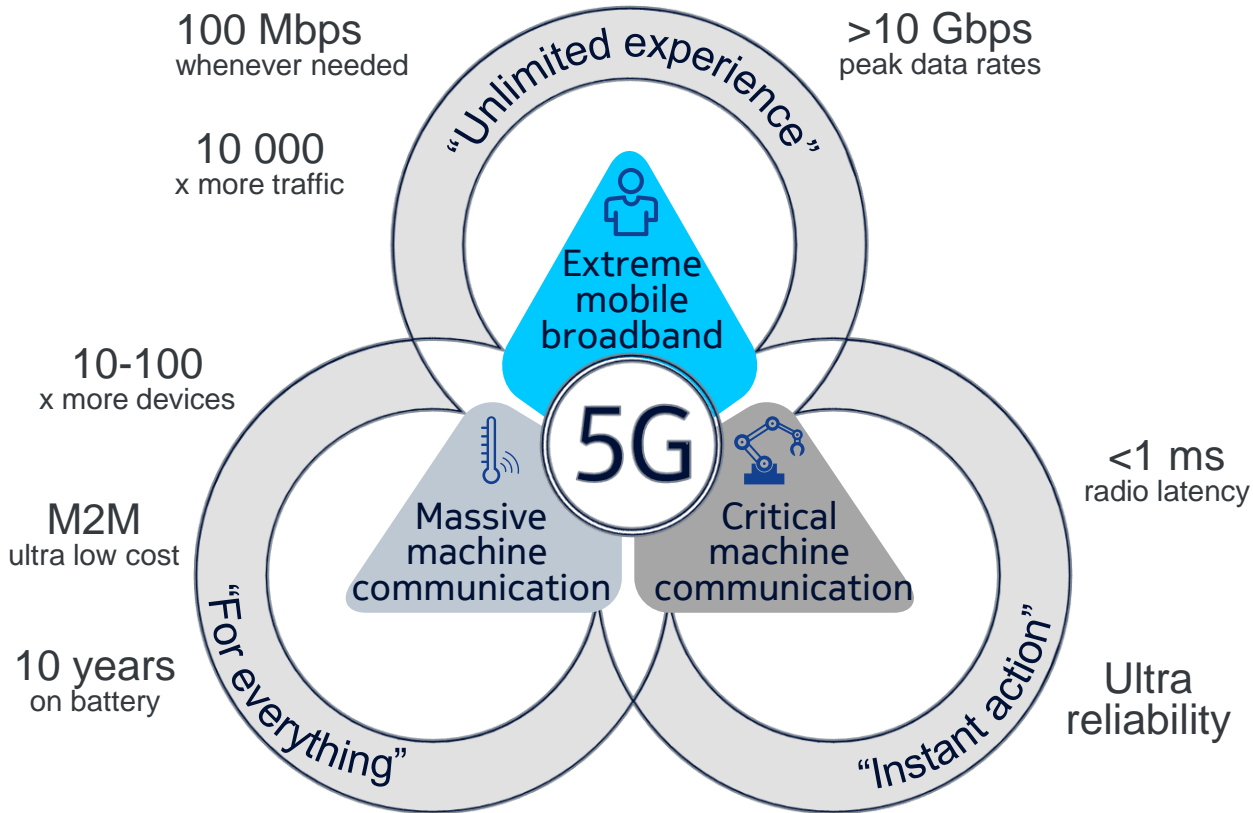 100 Mbps
whenever needed
>10 Gbps
peak data rates
“Unlimited experience”
10 000
x more traffic
Extreme
mobile
broadband
10-100
x more devices
5G
<1 ms
radio latency
M2M
ultra low cost
Massive
machine
communication
Critical
machine
communication
10 years
on battery
“For everything”
“Instant action”
Ultra
reliability